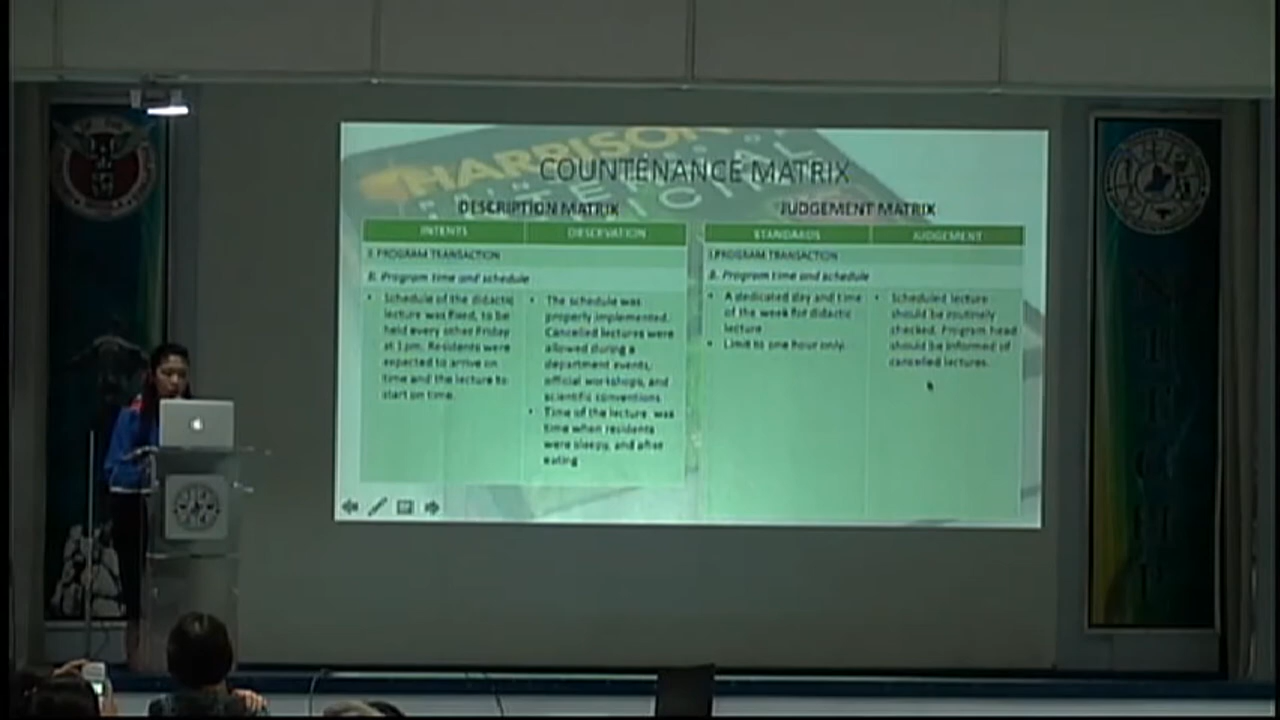 HARRISON
COUNTENANCE MATRIX
DESCRIPTION MATRIX
JUDGEMENT MATRIX
INTENTS
OBSERVATION
STANDARDS
JUDGEMENT
PROGRAM TRANSACTION
I.PROGRAM TRANSACTION
B. Program time and schedule
B. Program time and schedule
• Schedule of the didactic
lecture was fixed, to be
held every other Friday
at 1pm. Residents were
expected to arrive on
time and the lecture to
start on time.
• The schedule was
properly implemented.
Cancelled lectures were
allowed during a
department events,
official workshops, and
scientific conventions
• Time of the lecture was
time when residents
were sleepy, and after
eating
• A dedicated day and time
of the week for didactic
lecture
• Limit to one hour only.
• Scheduled lecture
should be routinely
checked. Program head
should be informed of
cancelled lectures.